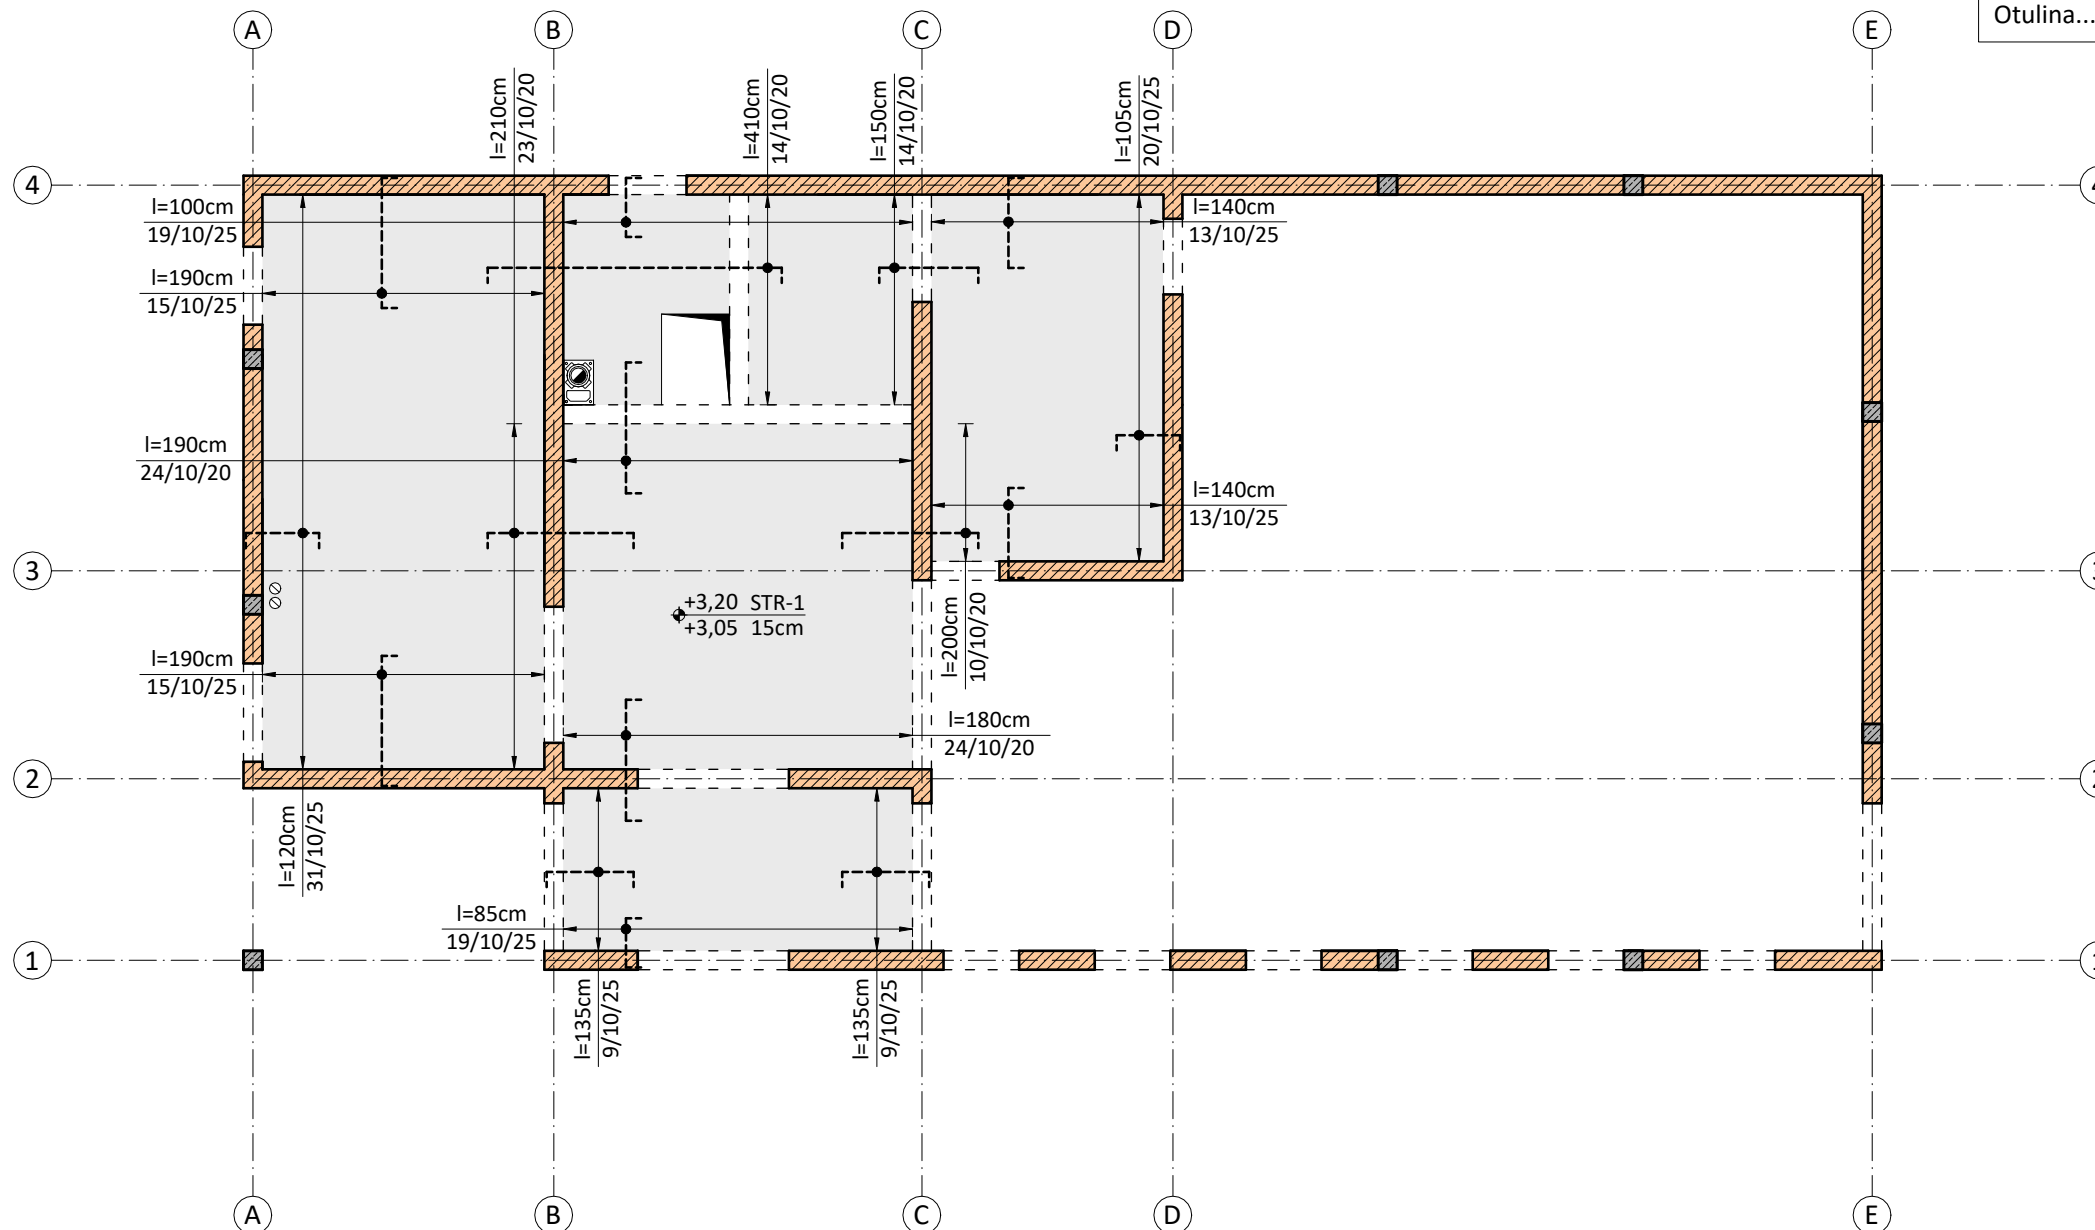 Otulina...
A
B
C
D
E
l=210cm
23/10/20
l=410cm
14/10/20
l=150cm
14/10/20
l=105cm
20/10/25
4
4
l=100cm
19/10/25
l=140cm
13/10/25
l=190cm
15/10/25
l=190cm
24/10/20
l=140cm
13/10/25
3
3
+3,20 STR-1
+3,05 15cm
l=200cm
10/10/20
l=190cm
15/10/25
l=180cm
24/10/20
2
2
l=120cm
31/10/25
l=85cm
19/10/25
1
1
l=135cm
9/10/25
l=135cm
9/10/25
A
B
C
D
E